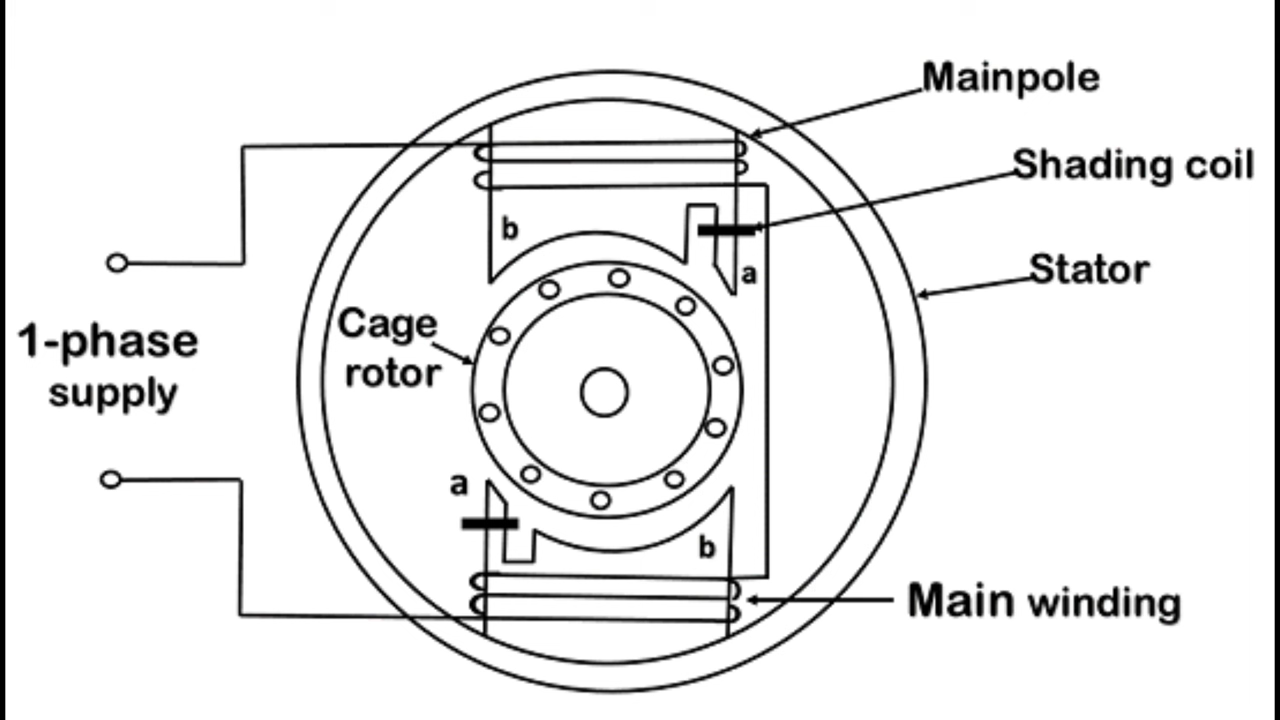 Mainpole
Shading coil
b
a
Stator
Cage
rotor
1-phase
supply
a
b
Main winding